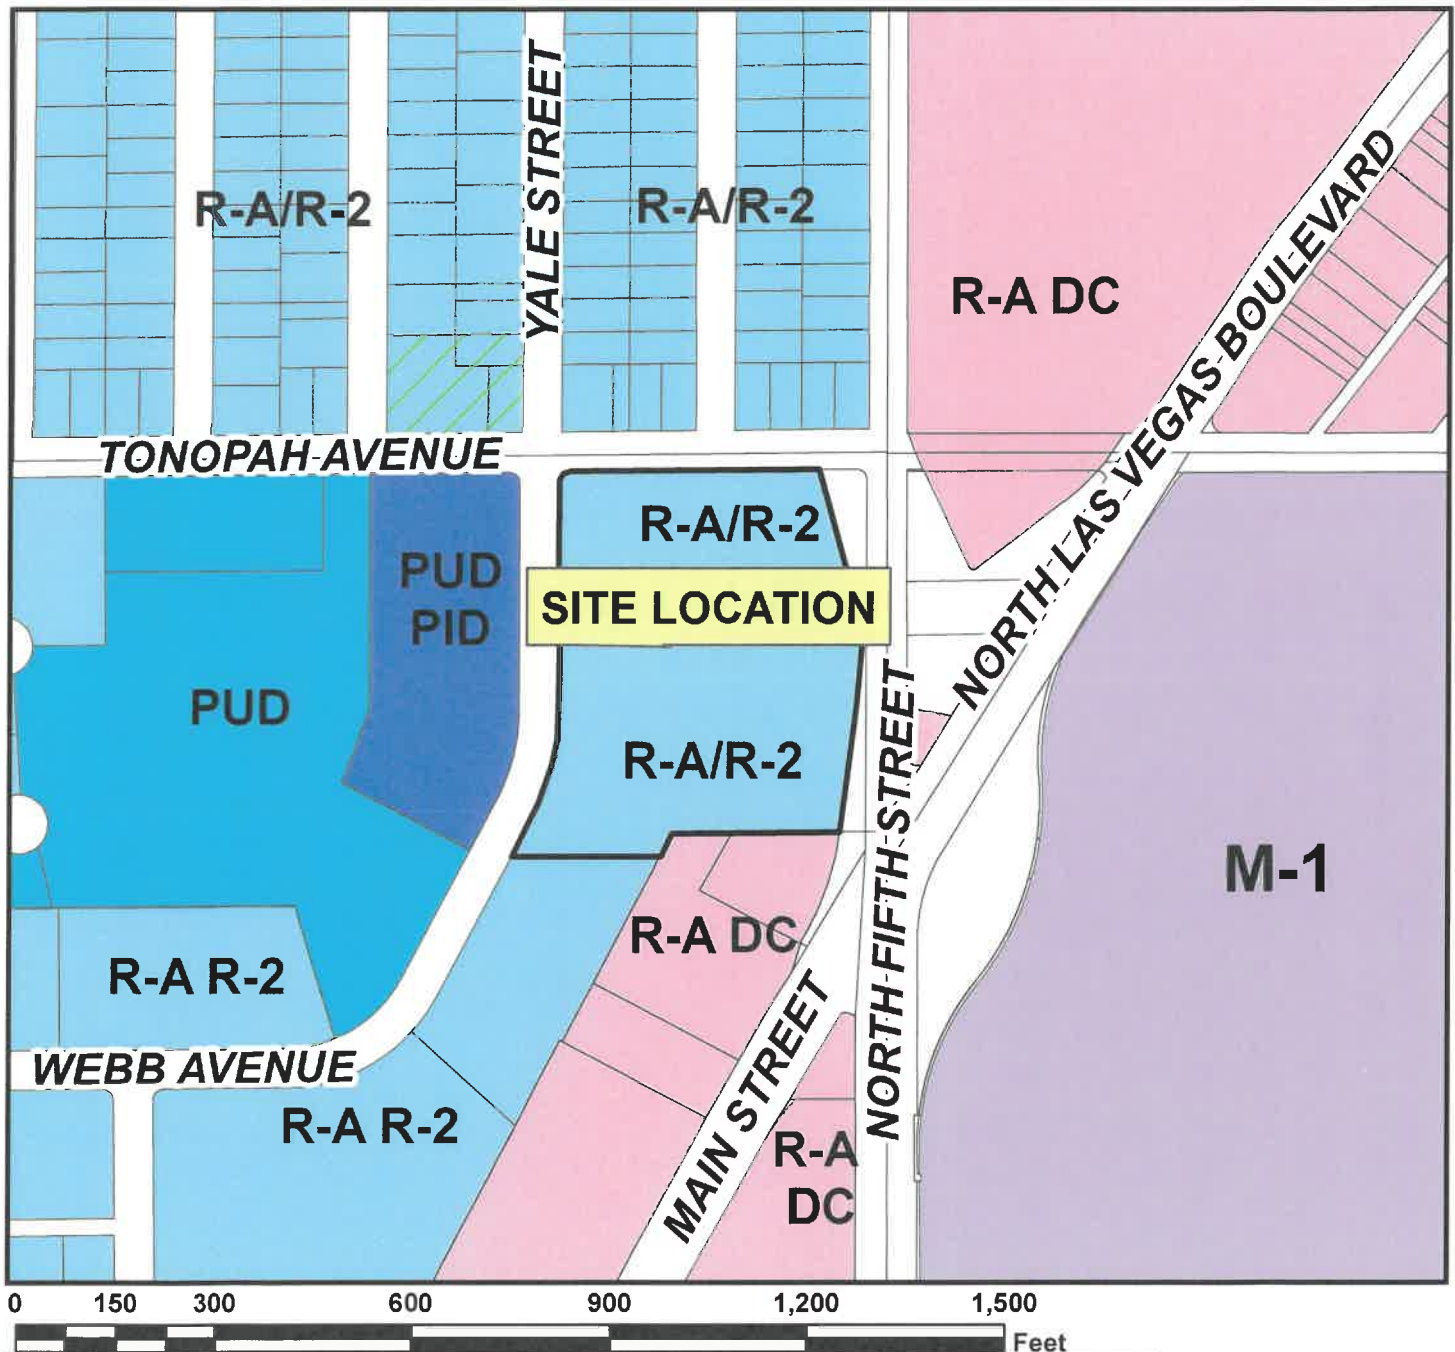 YALE STREET
R-A/R-2
R-A/R-2
R-A DC
NORTH LAS VEGAS BOULEVARD
TONOPAH AVENUE
R-A/R-2
PUD
PID
SITE LOCATION
PUD
R-A/R-2
NORTH FIFTH STREET
M-1
R-A DC
R-A R-2
MAIN STREET
WEBB AVENUE
R-A R-2
R-A
DC
0 150 300 600 900 1,200 1,500
Feet